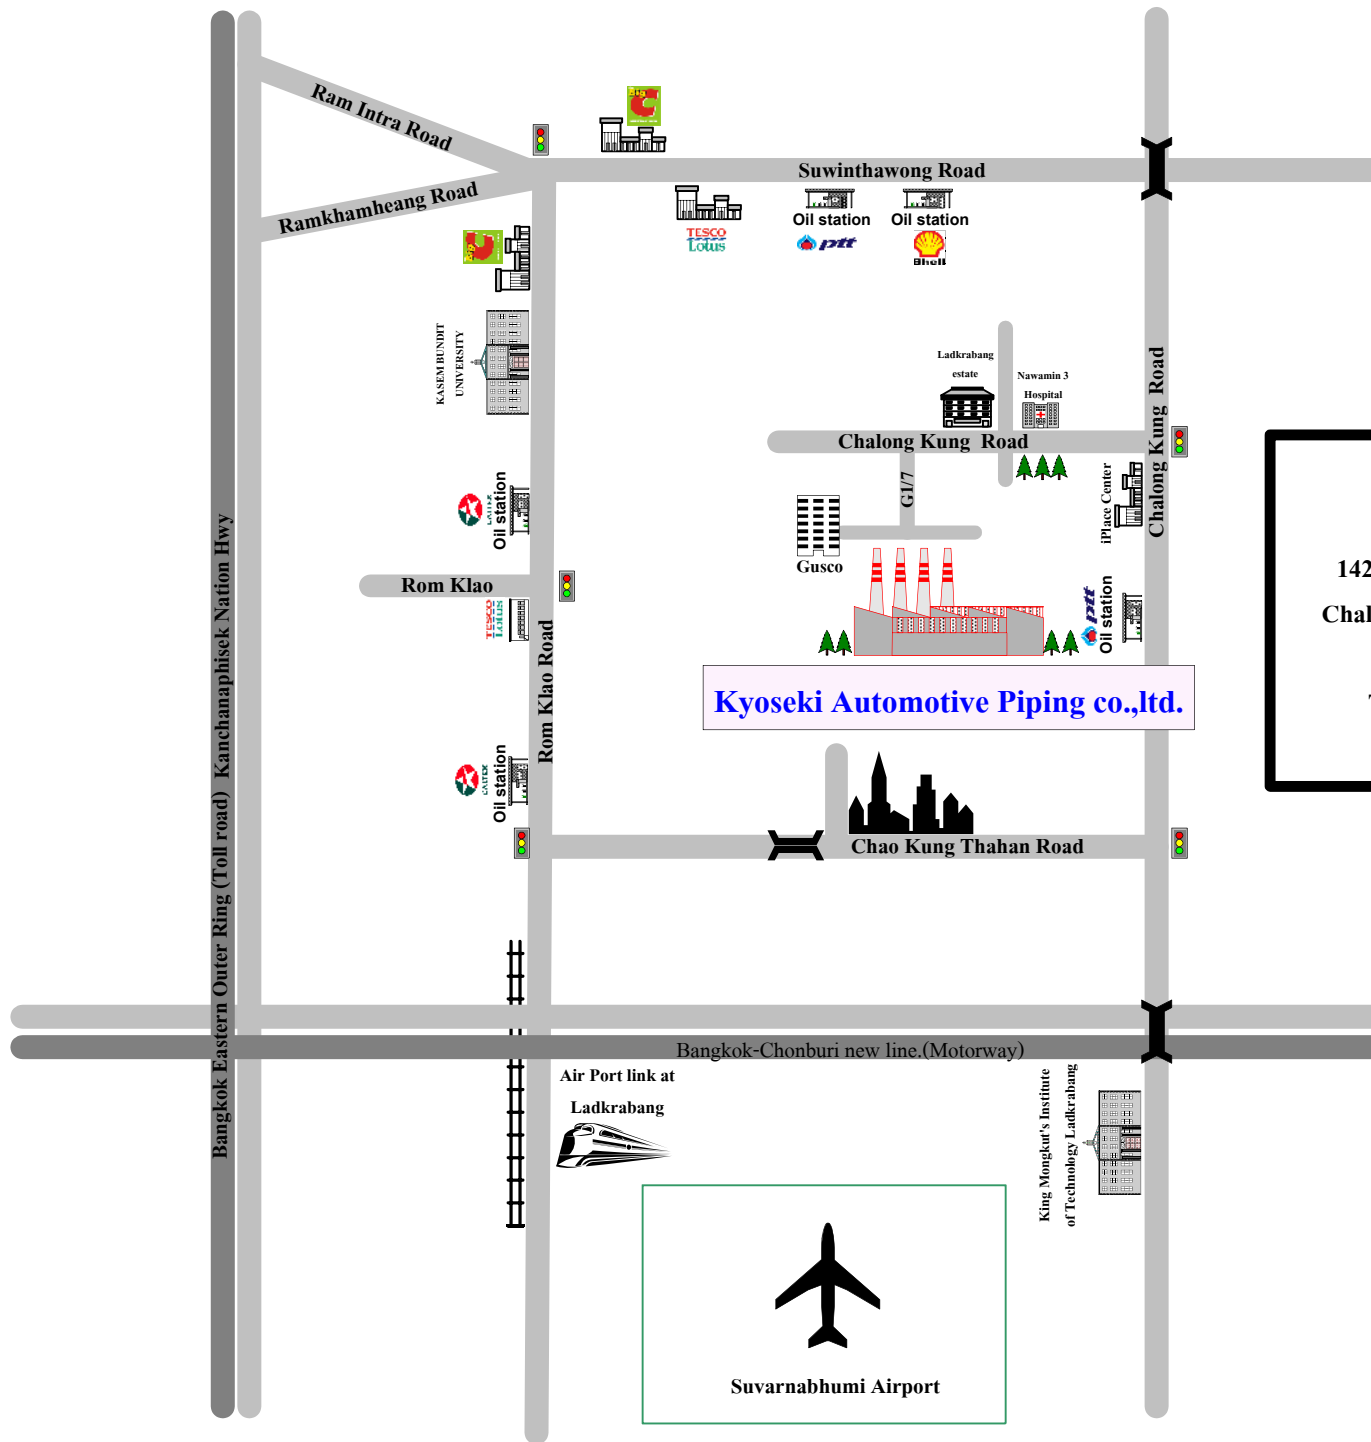 Ram Intra Road
Big C
Suwinthawong Road
Ramkhamheang Road
Oil station
Oil station
TESCO
Lotus
ptt
Shell
KASEM BUNDIT
UNIVERSITY
Ladkrabang
estate
Nawamin 3
Hospital
Chalong Kung Road
Chalong Kung Road
G1/7
iPlace Center
CALTEX
Oil station
Gusco
Rom Klao
TESCO
LOTUS
ptt
Oil station
142
Chal
Kyoseki Automotive Piping co.,ltd.
Rom Klao Road
CALTEX
Oil station
Chao Kung Thahan Road
Bangkok Eastern Outer Ring (Toll road) Kanchanaphisek Nation Hwy
Bangkok-Chonburi new line.(Motorway)
Air Port link at
Ladkrabang
King Mongkut's Institute
of Technology Ladkrabang
Suvarnabhumi Airport